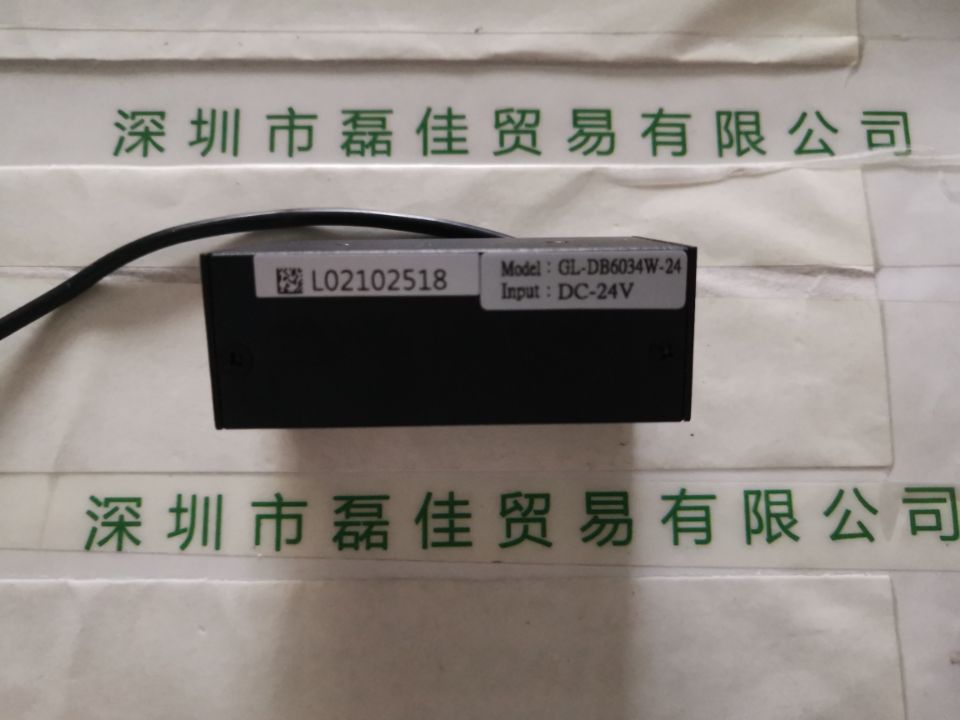 深圳市磊佳贸易有限公司
L02102518
Model：GL-DB6034W-24
Input：DC-24V
深圳市磊佳贸易有限公司